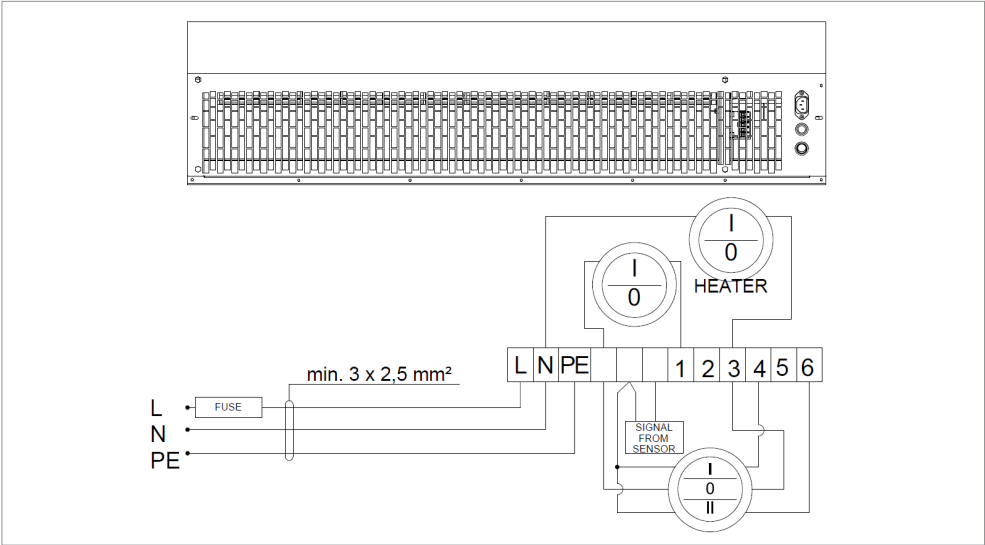 I
0
HEATER
I
0
L N PE 1 2 3 4 5 6
min. 3 x 2,5 mm²
L
FUSE
N
PE
SIGNAL
FROM
SENSOR
I
0
II